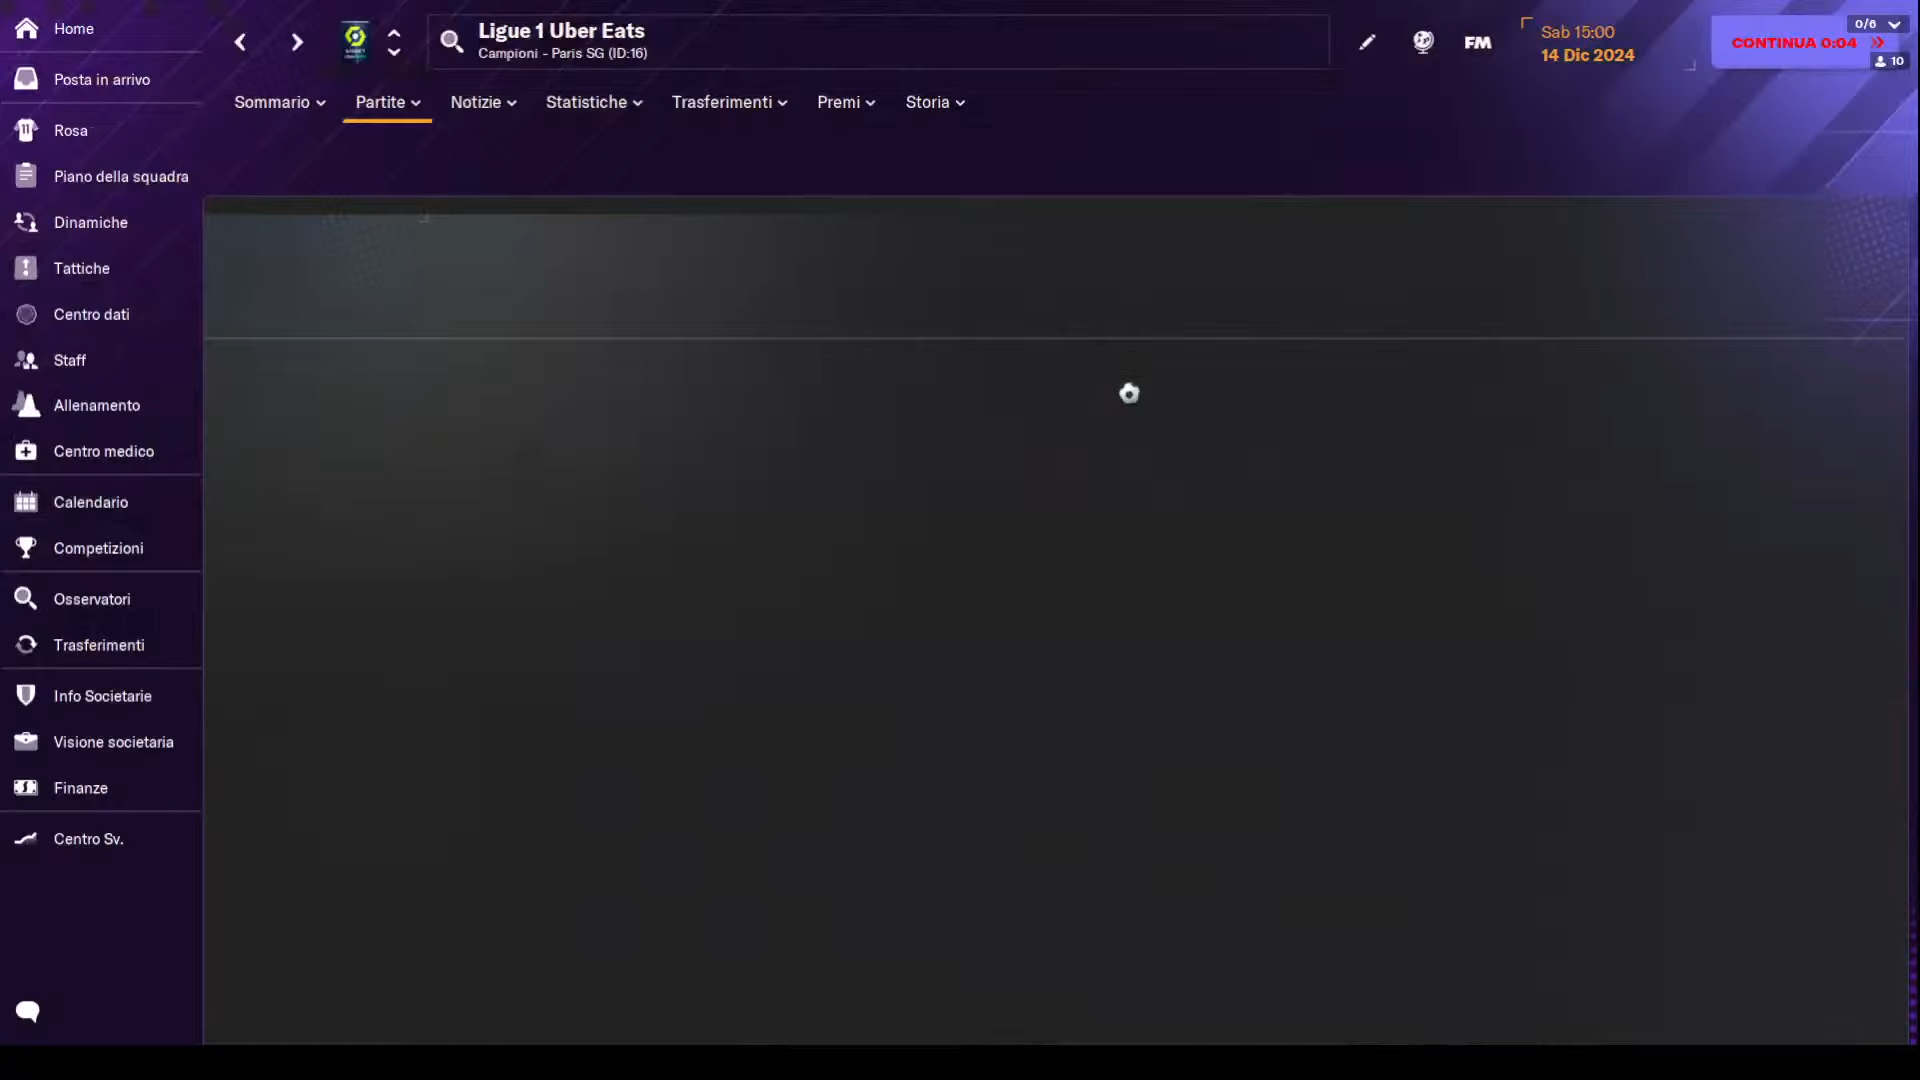 Home
Posta in arrivo
Rosa
Piano della squadra
Dinamiche
Tattiche
Centro dati
Staff
Allenamento
Centro medico
Calendario
Competizioni
Osservatori
Trasferimenti
Info Societarie
Visione societaria
Finanze
Centro Sv.
Ligue 1 Uber Eats
Campioni - Paris SG (ID:16)
FM
Sab 15:00
14 Dic 2024
0/6
CONTINUA 0:04
10
Sommario
Partite
Notizie
Statistiche
Trasferimenti
Premi
Storia